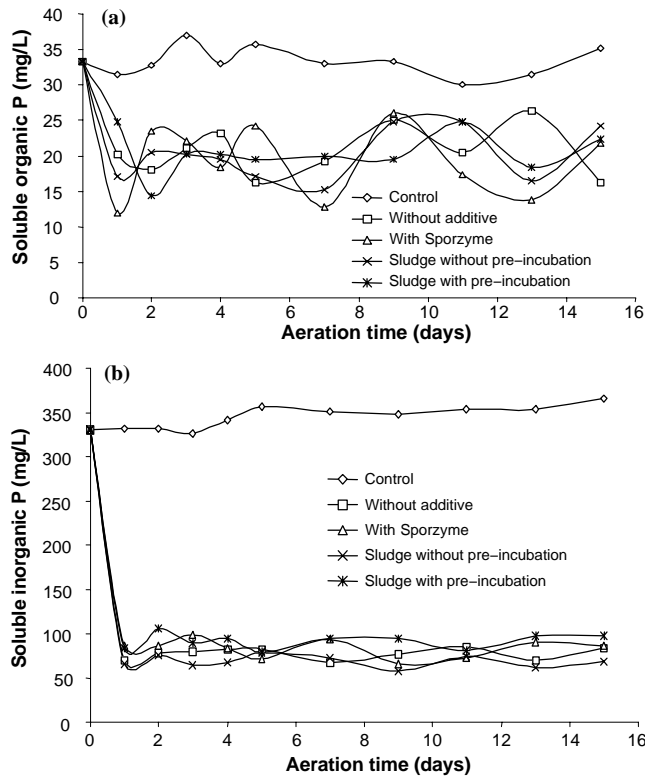 (a)
Soluble organic P (mg/L)
40
35
30
25
20
15
10
5
0
Control
Without additive
With Sporzyme
Sludge without pre−incubation
Sludge with pre−incubation
0 2 4 6 8 10 12 14 16
Aeration time (days)
(b)
Soluble inorganic P (mg/L)
400
350
300
250
200
150
100
50
0
Control
Without additive
With Sporzyme
Sludge without pre−incubation
Sludge with pre−incubation
0 2 4 6 8 10 12 14 16
Aeration time (days)